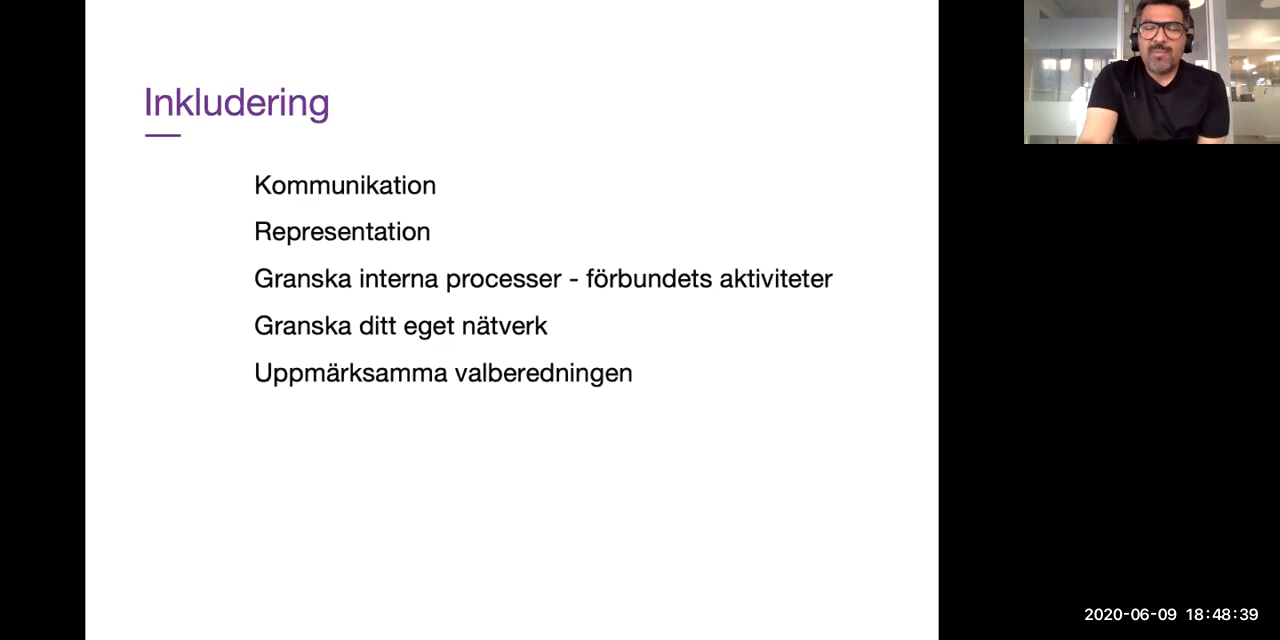 Inkludering
Kommunikation
Representation
Granska interna processer - förbundets aktiviteter
Granska ditt eget nätverk
Uppmärksamma valberedningen
2020-06-09 18:48:39